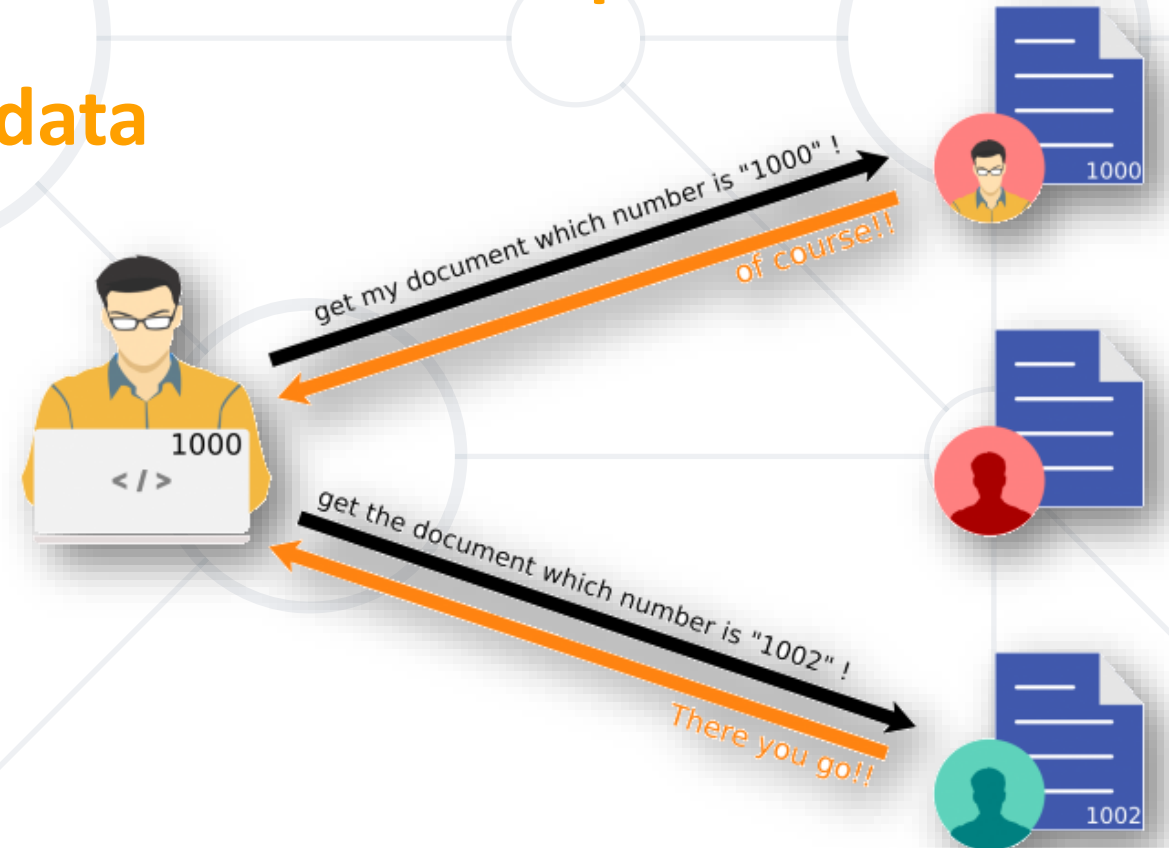 data
get my document which number is "1000" !
of course!!
1000
1000
</>
get the document which number is "1002" !
There you go!!
1002